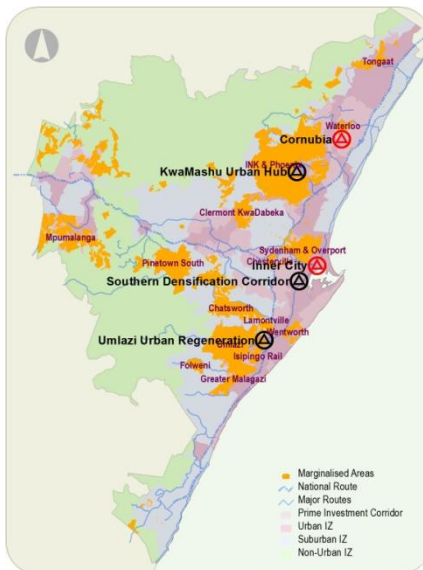 Tongaat
Waterloo
Cornubia
INK & Phoenix
KwaMashu Urban Hub
Clermont KwaDabeka
Mpumalanga
Sydenham & Overport
Chesterville
Pinetown South
Inner City
Southern Densification Corridor
Chatsworth
Lamontville
Wentworth
Umlazi Urban Regeneration
Umlazi
Isipingo Rail
Folweni
Greater Malagazi
Marginalised Areas
National Route
Major Routes
Prime Investment Corridor
Urban IZ
Suburban IZ
Non-Urban IZ